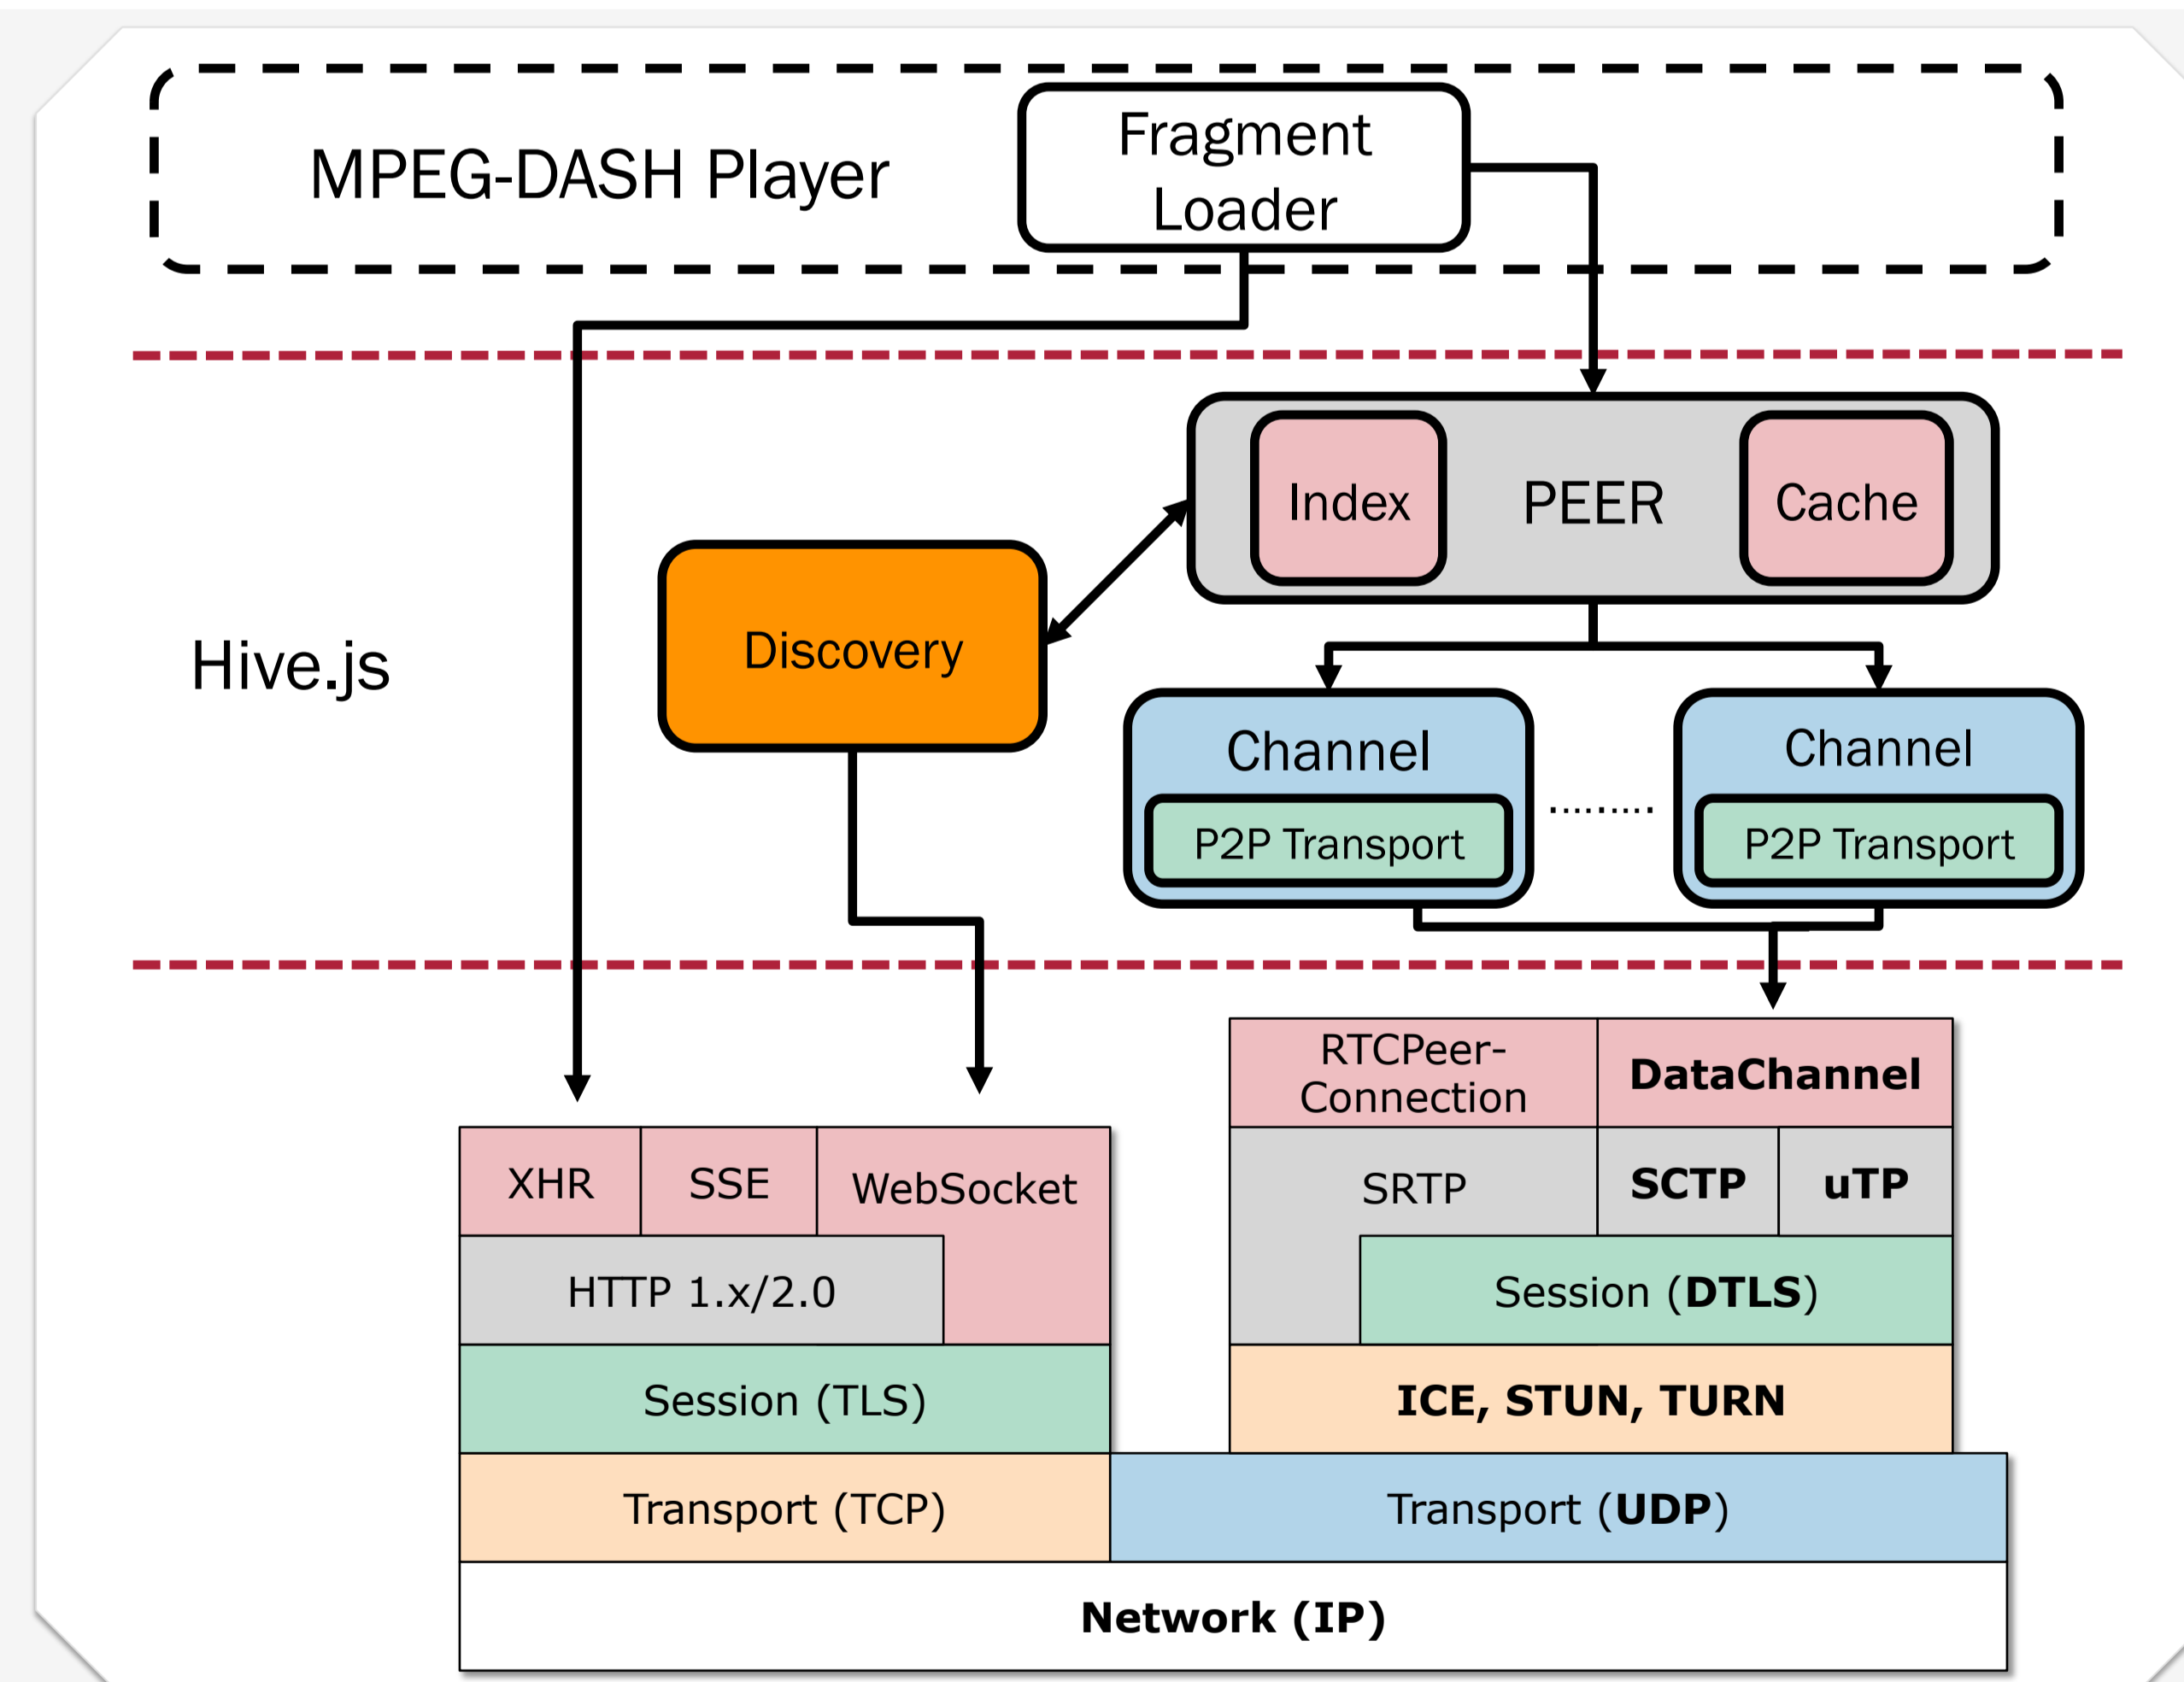 Fragment
Loader
MPEG-DASH Player
Index
PEER
Cache
Discovery
Hive.js
Channel
Channel
.........
P2P Transport
P2P Transport
RTCPeer-
Connection
DataChannel
XHR
SSE
WebSocket
SRTP
SCTP
uTP
HTTP 1.x/2.0
Session (DTLS)
Session (TLS)
ICE, STUN, TURN
Transport (TCP)
Transport (UDP)
Network (IP)